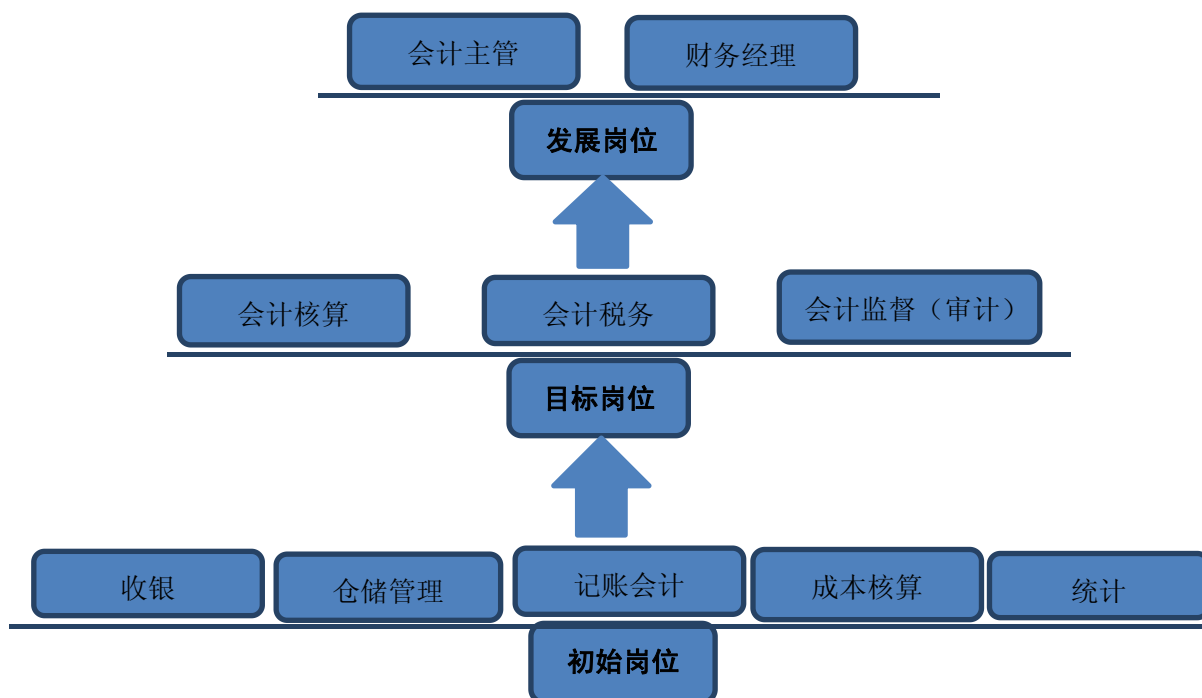 会计主管
财务经理
发展岗位
会计核算
会计税务
会计监督（审计）
目标岗位
收银
仓储管理
记账会计
成本核算
统计
初始岗位